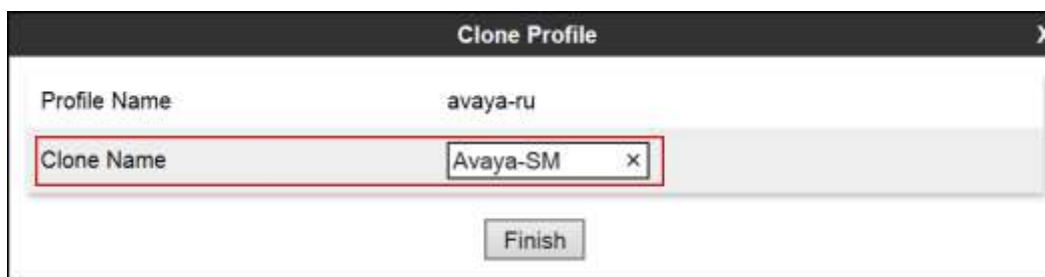 Clone Profile X
Profile Name avaya-ru
Clone Name Avaya-SM ×
Finish